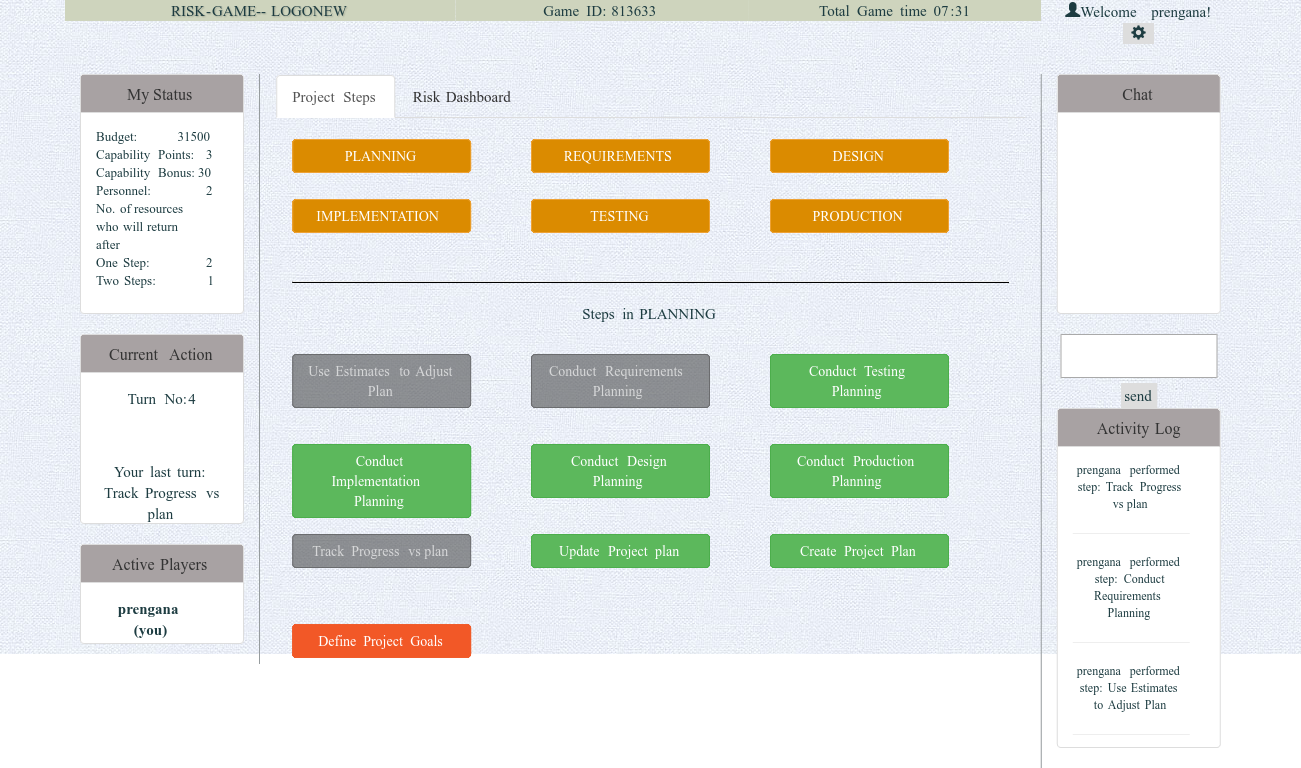 RISK-GAME-- LOGONEW Game ID: 813633 Total Game time 07:31 Welcome prengana!
My Status
Budget: 31500
Capability Points: 3
Capability Bonus: 30
Personnel: 2
No. of resources
who will return
after
One Step: 2
Two Steps: 1
Current Action
Turn No:4
Your last turn:
Track Progress vs
plan
Active Players
prengana
(you)
Project Steps Risk Dashboard
PLANNING REQUIREMENTS DESIGN
IMPLEMENTATION TESTING PRODUCTION
Steps in PLANNING
Use Estimates to Adjust
Plan
Conduct Requirements
Planning
Conduct Testing
Planning
Conduct
Implementation
Planning
Conduct Design
Planning
Conduct Production
Planning
Track Progress vs plan
Update Project plan
Create Project Plan
Define Project Goals
Chat
send
Activity Log
prengana performed
step: Track Progress
vs plan
prengana performed
step: Conduct
Requirements
Planning
prengana performed
step: Use Estimates
to Adjust Plan